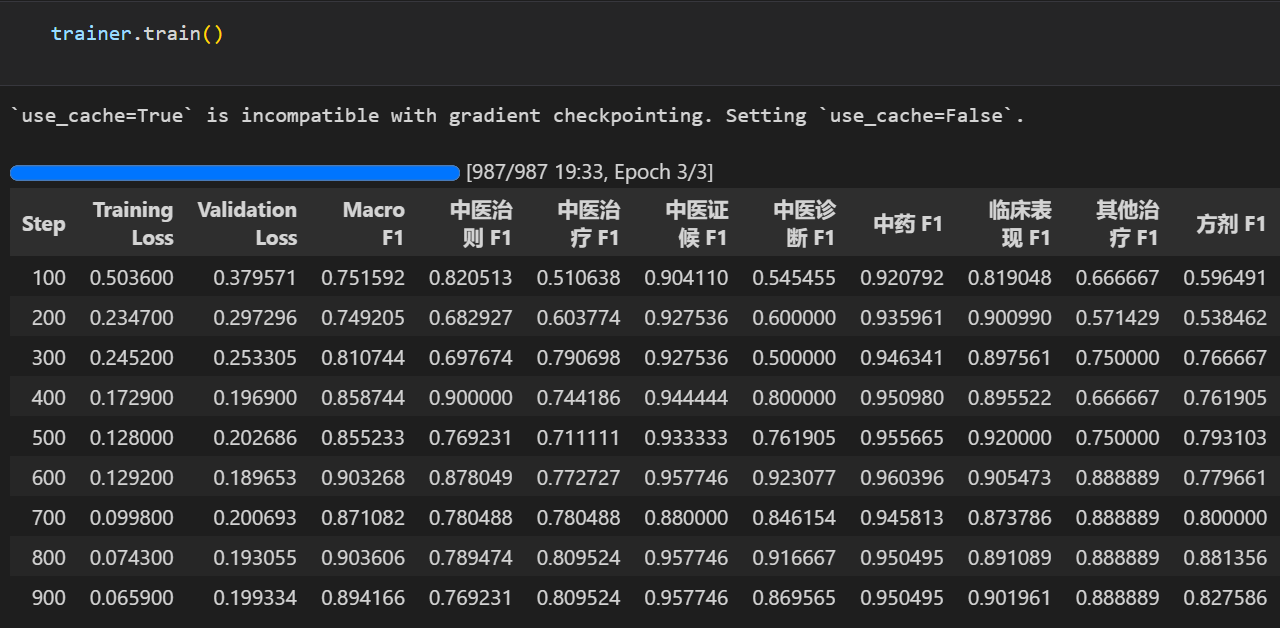 trainer.train()
`use_cache=True` is incompatible with gradient checkpointing. Setting `use_cache=False`.
[987/987 19:33, Epoch 3/3]
Step Training Loss Validation Loss Macro F1 中医治则 F1 中医治疗 F1 中医证候 F1 中医诊断 F1 中药 F1 临床表现 F1 其他治疗 F1 方剂 F1
100 0.503600 0.379571 0.751592 0.820513 0.510638 0.904110 0.545455 0.920792 0.819048 0.666667 0.596491
200 0.234700 0.297296 0.749205 0.682927 0.603774 0.927536 0.600000 0.935961 0.900990 0.571429 0.538462
300 0.245200 0.253305 0.810744 0.697674 0.790698 0.927536 0.500000 0.946341 0.897561 0.750000 0.766667
400 0.172900 0.196900 0.858744 0.900000 0.744186 0.944444 0.800000 0.950980 0.895522 0.666667 0.761905
500 0.128000 0.202686 0.855233 0.769231 0.711111 0.933333 0.761905 0.955665 0.920000 0.750000 0.793103
600 0.129200 0.189653 0.903268 0.878049 0.772727 0.957746 0.923077 0.960396 0.905473 0.888889 0.779661
700 0.099800 0.200693 0.871082 0.780488 0.780488 0.880000 0.846154 0.945813 0.873786 0.888889 0.800000
800 0.074300 0.193055 0.903606 0.789474 0.809524 0.957746 0.916667 0.950495 0.891089 0.888889 0.881356
900 0.065900 0.199334 0.894166 0.769231 0.809524 0.957746 0.869565 0.950495 0.901961 0.888889 0.827586